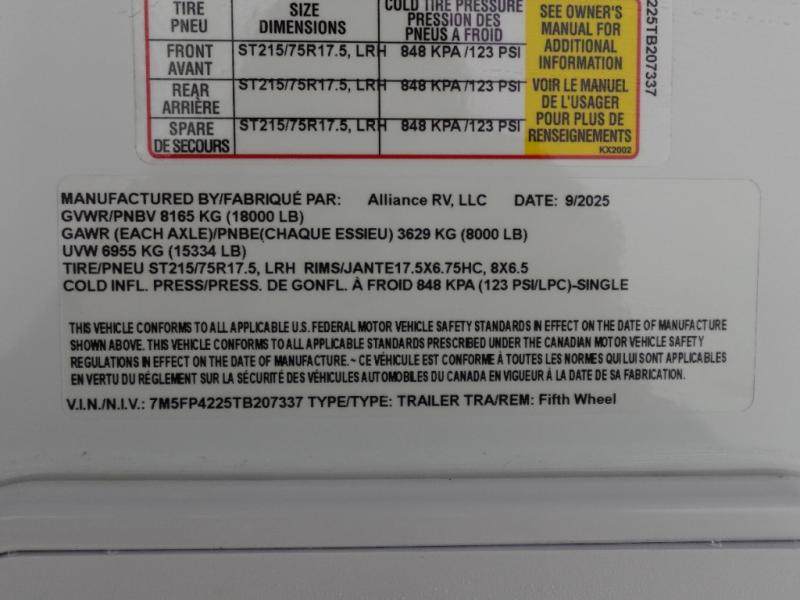 TIRE SIZE COLD TIRE PRESSURE SEE OWNER'S
PNEU DIMENSIONS PRESSION DES MANUAL FOR
PNEUS A FROID ADDITIONAL
FRONT ST215/75R17.5, LRH 848 KPA /123 PSI INFORMATION
AVANT
REAR ST215/75R17.5, LRH 848 KPA /123 PSI VOIR LE MANUEL
ARRIÈRE DE L'USAGER
SPARE ST215/75R17.5, LRH 848 KPA /123 PSI POUR PLUS DE
DE SECOURS RENSEIGNEMENTS
KX2002
225TB207337
MANUFACTURED BY/FABRIQUÉ PAR: Alliance RV, LLC DATE: 9/2025
GVWR/PNBV 8165 KG (18000 LB)
GAWR (EACH AXLE)/PNBE(CHAQUE ESSIEU) 3629 KG (8000 LB)
UVW 6955 KG (15334 LB)
TIRE/PNEU ST215/75R17.5, LRH RIMS/JANTE17.5X6.75HC, 8X6.5
COLD INFL. PRESS/PRESS. DE GONFL. À FROID 848 KPA (123 PSI/LPC)-SINGLE
THIS VEHICLE CONFORMS TO ALL APPLICABLE U.S. FEDERAL MOTOR VEHICLE SAFETY STANDARDS IN EFFECT ON THE DATE OF MANUFACTURE
SHOWN ABOVE. THIS VEHICLE CONFORMS TO ALL APPLICABLE STANDARDS PRESCRIBED UNDER THE CANADIAN MOTOR VEHICLE SAFETY
REGULATIONS IN EFFECT ON THE DATE OF MANUFACTURE.~ CE VÉHICULE EST CONFORME À TOUTES LES NORMES QUI LUI SONT APPLICABLES
EN VERTU DU RÉGLEMENT SUR LA SÉCURITÉ DES VÉHICULES AUTOMOBILES DU CANADA EN VIGUEUR À LA DATE DE SA FABRICATION.
V.I.N./N.I.V.: 7M5FP4225TB207337 TYPE/TYPE: TRAILER TRA/REM: Fifth Wheel